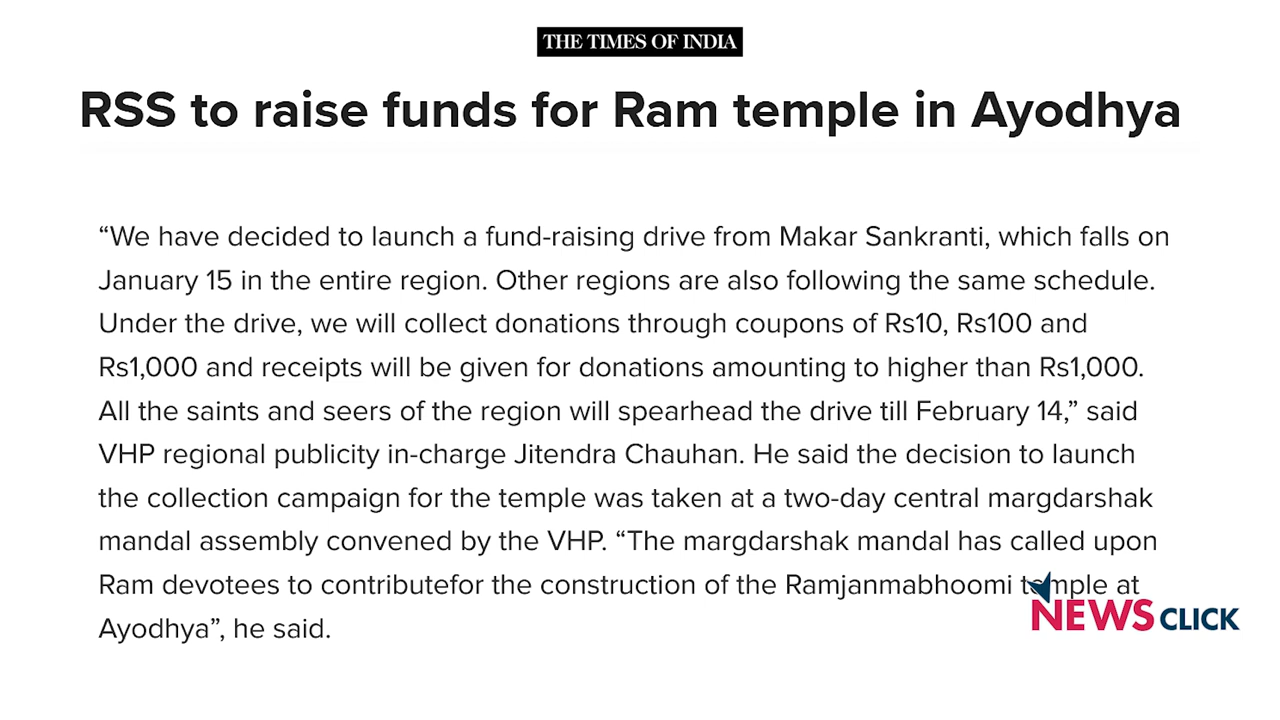 THE TIMES OF INDIA
RSS to raise funds for Ram temple in Ayodhya
“We have decided to launch a fund-raising drive from Makar Sankranti, which falls on
January 15 in the entire region. Other regions are also following the same schedule.
Under the drive, we will collect donations through coupons of Rs10, Rs100 and
Rs1,000 and receipts will be given for donations amounting to higher than Rs1,000.
All the saints and seers of the region will spearhead the drive till February 14,” said
VHP regional publicity in-charge Jitendra Chauhan. He said the decision to launch
the collection campaign for the temple was taken at a two-day central margdarshak
mandal assembly convened by the VHP. “The margdarshak mandal has called upon
Ram devotees to contributefor the construction of the Ramjanmabhoomi temple at
Ayodhya”, he said.
NEWSCLICK